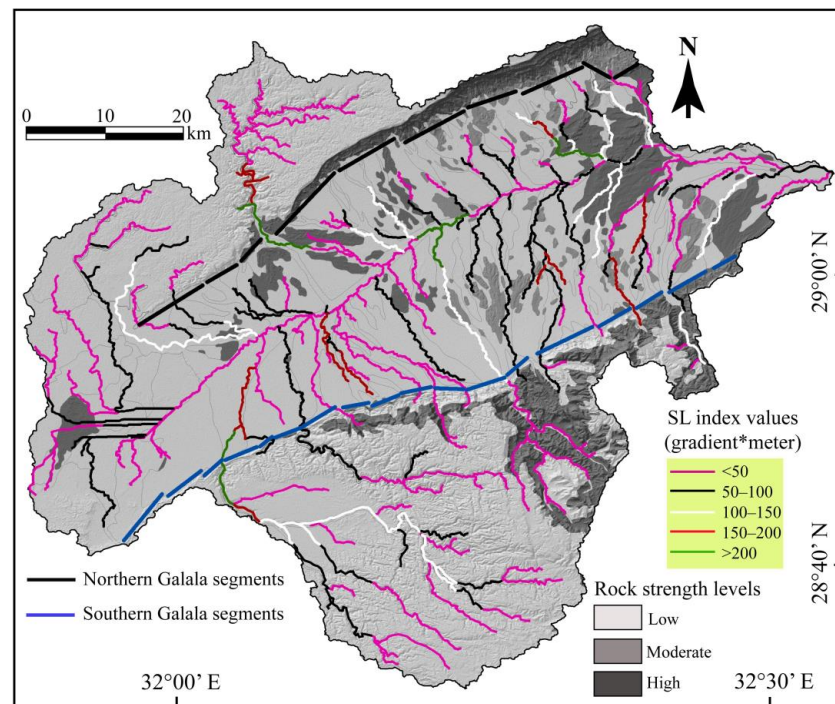 N
0 10 20
km
29°00' N
SL index values
(gradient*meter)
<50
50–100
100–150
150–200
>200
28°40' N
Northern Galala segments
Southern Galala segments
Rock strength levels
Low
Moderate
High
32°00' E
32°30' E